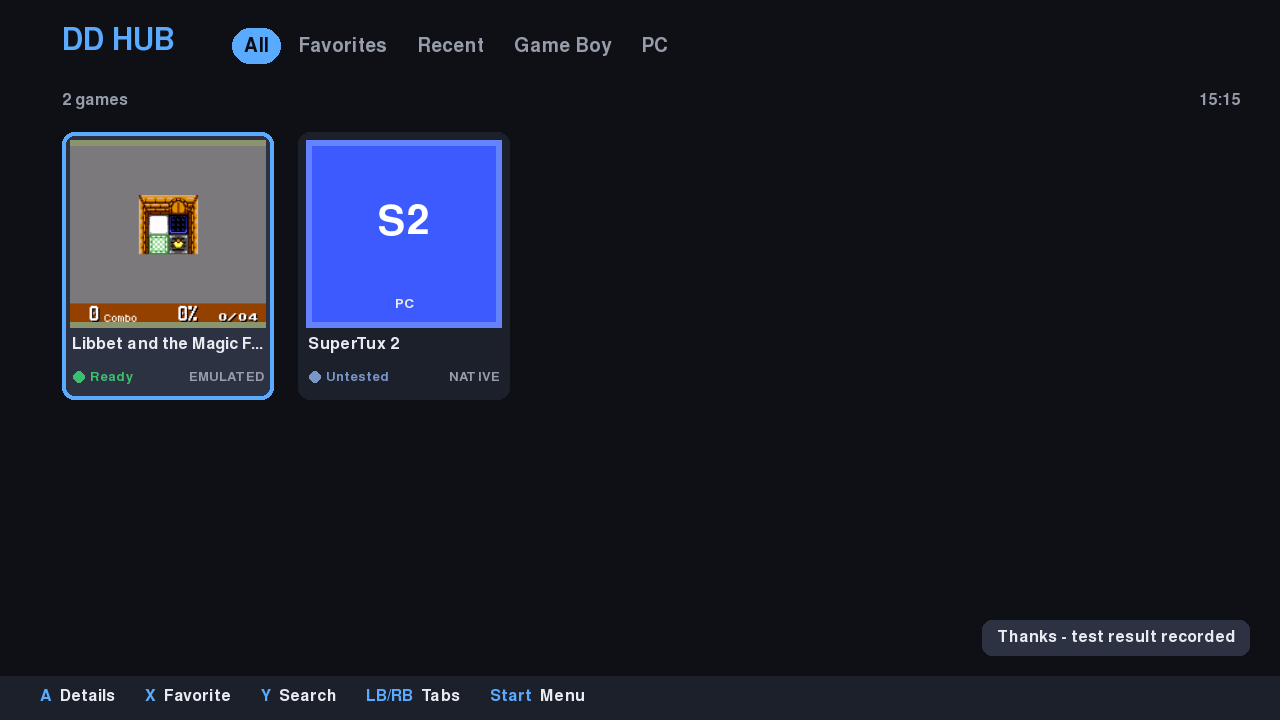 DD HUB All Favorites Recent Game Boy PC
2 games 15:15
0 Combo 0% 0/04
S2
PC
Libbet and the Magic F... SuperTux 2
Ready EMULATED Untested NATIVE
Thanks - test result recorded
A Details X Favorite Y Search LB/RB Tabs Start Menu